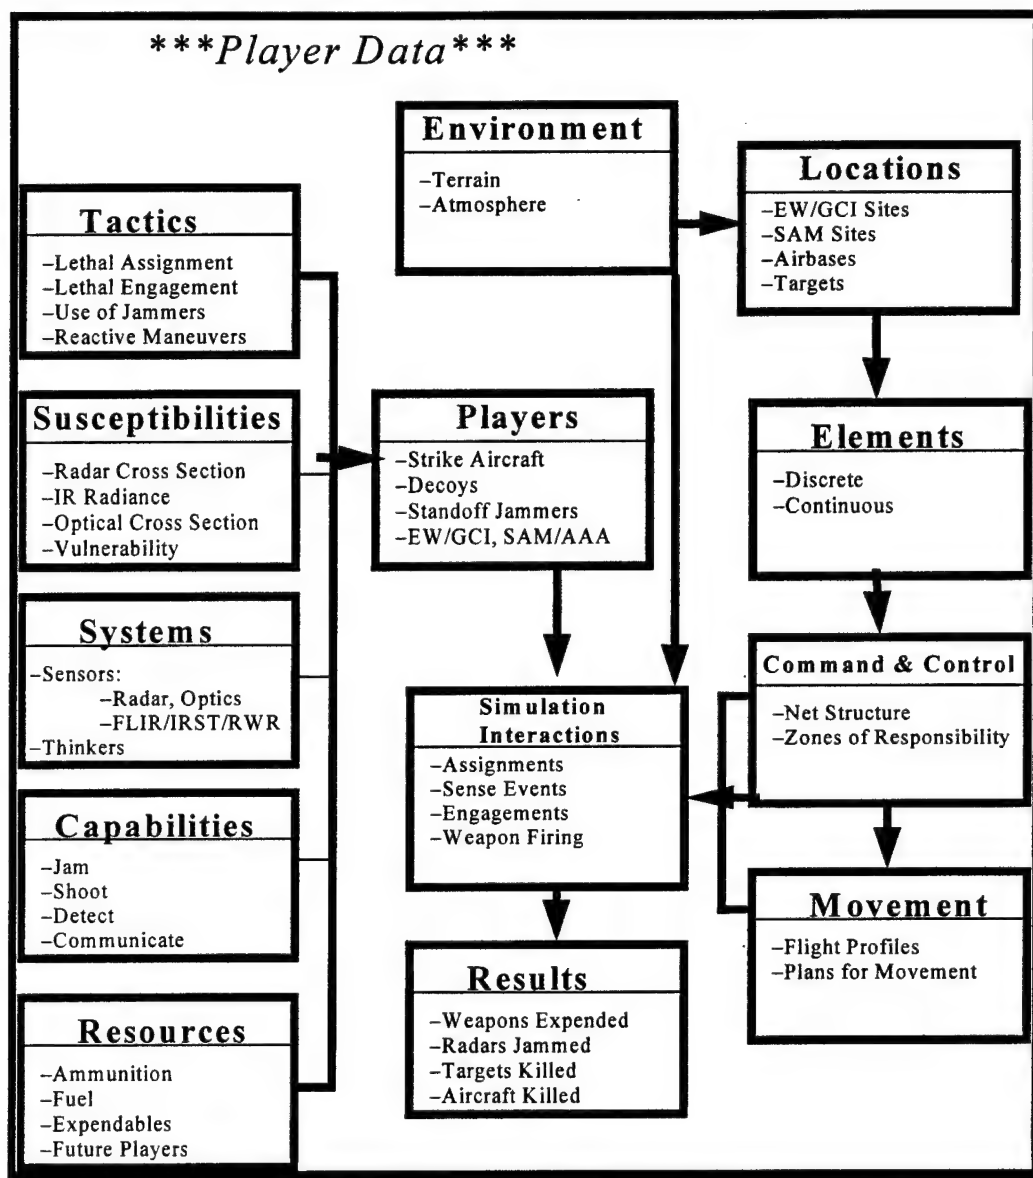 ***Player Data***
Environment
–Terrain
–Atmosphere
Locations
–EW/GCI Sites
–SAM Sites
–Airbases
–Targets
Tactics
–Lethal Assignment
–Lethal Engagement
–Use of Jammers
–Reactive Maneuvers
Susceptibilities
–Radar Cross Section
–IR Radiance
–Optical Cross Section
–Vulnerability
Players
–Strike Aircraft
–Decoys
–Standoff Jammers
–EW/GCI, SAM/AAA
Elements
–Discrete
–Continuous
Systems
–Sensors:
–Radar, Optics
–FLIR/IRST/RWR
–Thinkers
Simulation
Interactions
–Assignments
–Sense Events
–Engagements
–Weapon Firing
Command & Control
–Net Structure
–Zones of Responsibility
Capabilities
–Jam
–Shoot
–Detect
–Communicate
Movement
–Flight Profiles
–Plans for Movement
Results
–Weapons Expended
–Radars Jammed
–Targets Killed
–Aircraft Killed
Resources
–Ammunition
–Fuel
–Expendables
–Future Players